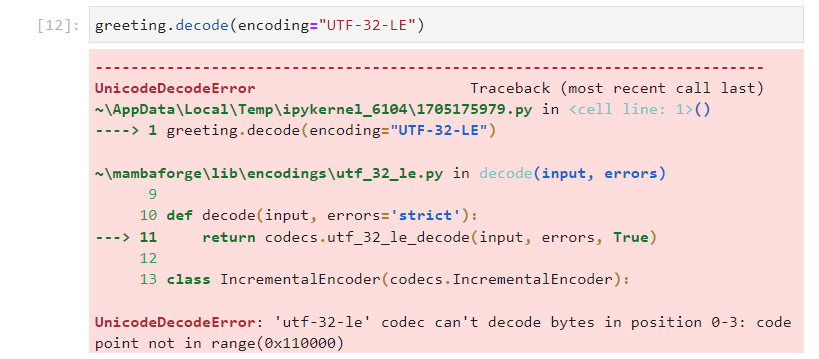 [12]: greeting.decode(encoding="UTF-32-LE")
---------------------------------------------------------------------------
UnicodeDecodeError                        Traceback (most recent call last)
~\AppData\Local\Temp\ipykernel_6104\1705175979.py in <cell line: 1>()
----> 1 greeting.decode(encoding="UTF-32-LE")

~\mambaforge\lib\encodings\utf_32_le.py in decode(input, errors)
      9
     10 def decode(input, errors='strict'):
---> 11     return codecs.utf_32_le_decode(input, errors, True)
     12
     13 class IncrementalEncoder(codecs.IncrementalEncoder):

UnicodeDecodeError: 'utf-32-le' codec can't decode bytes in position 0-3: code
point not in range(0x110000)